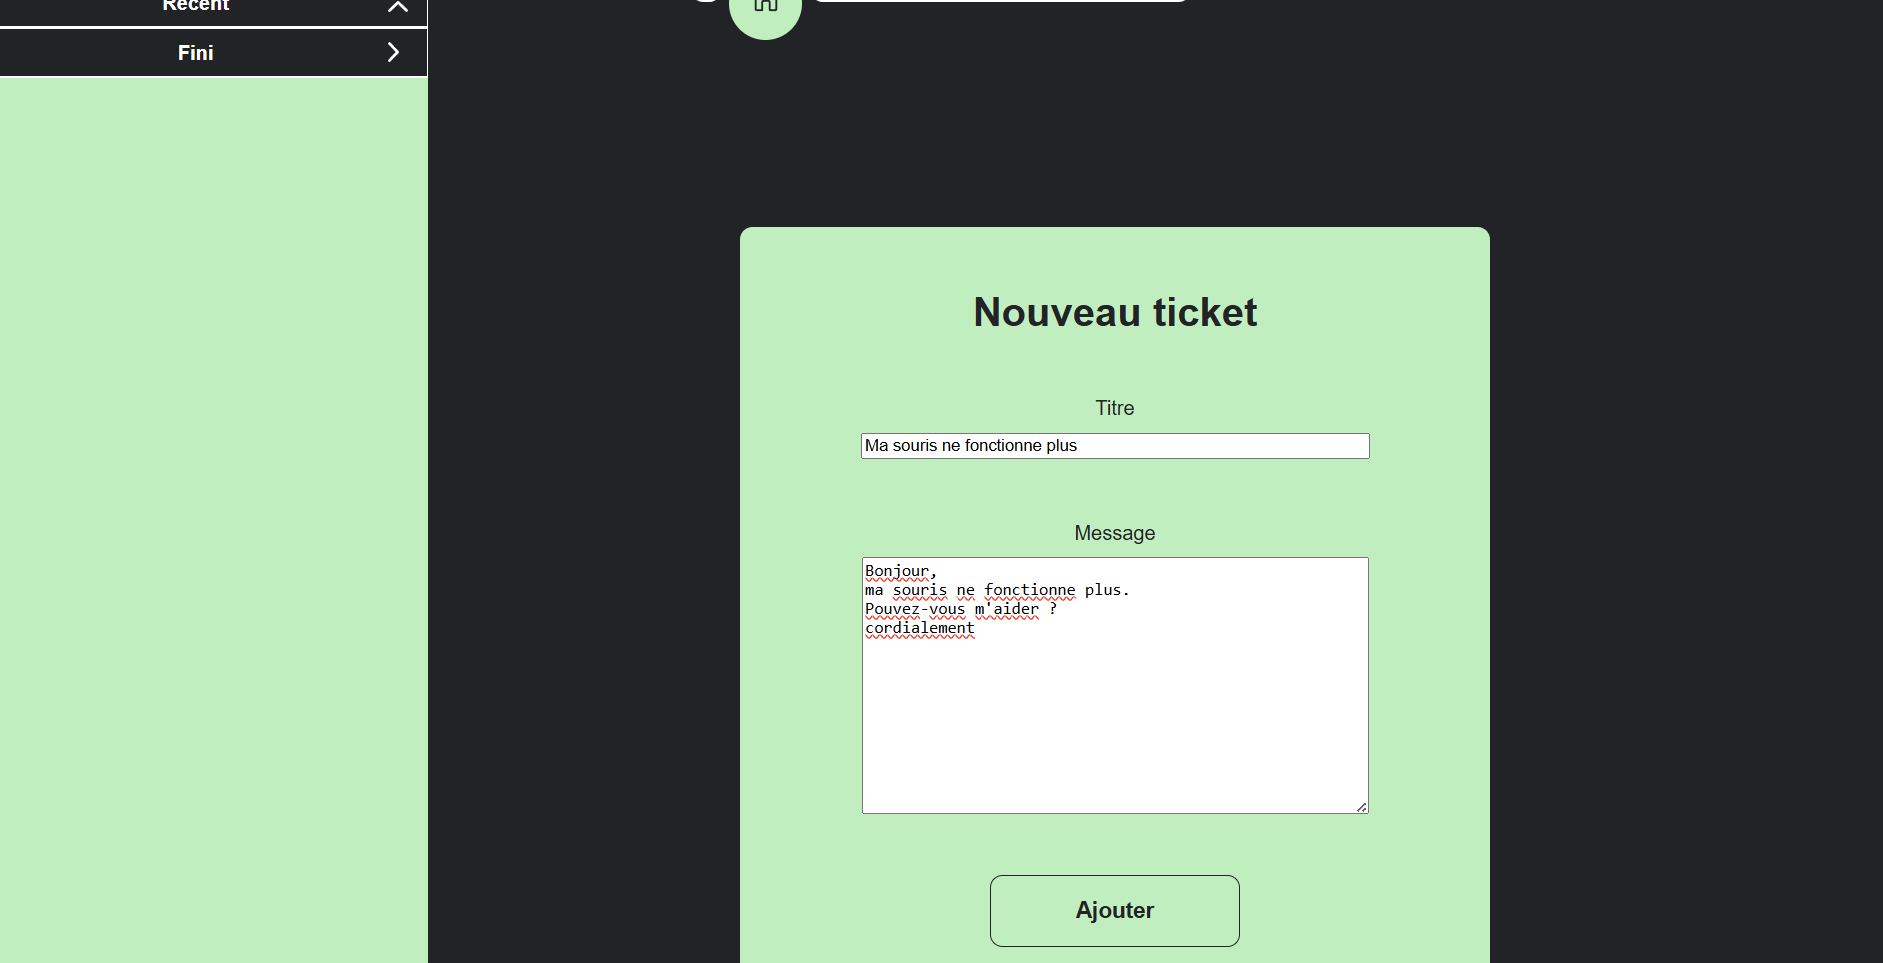 Récent
Fini
Nouveau ticket
Titre
Ma souris ne fonctionne plus
Message
Bonjour,
ma souris ne fonctionne plus.
Pouvez-vous m'aider ?
cordialement
Ajouter